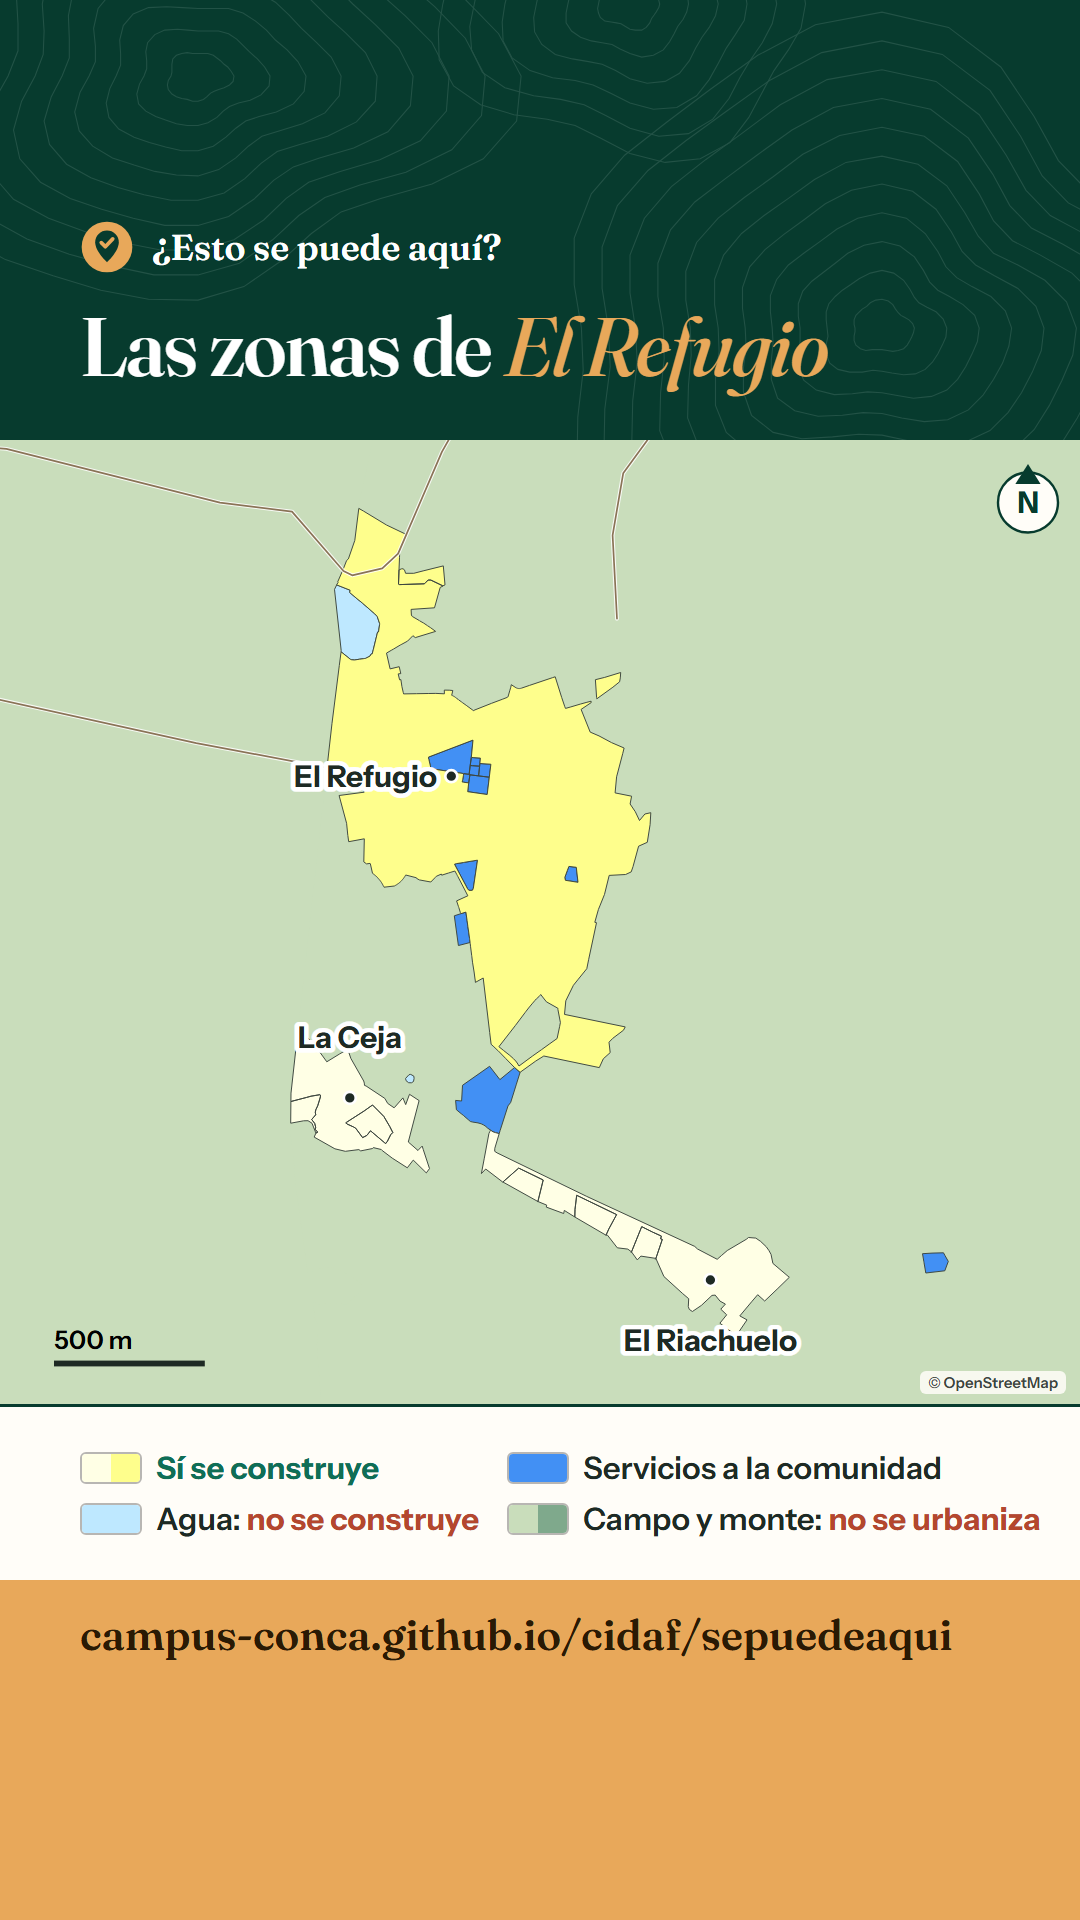 ¿Esto se puede aquí?
Las zonas de El Refugio
N
El Refugio
La Ceja
El Riachuelo
500 m
© OpenStreetMap
Sí se construye
Servicios a la comunidad
Agua: no se construye
Campo y monte: no se urbaniza
campus-conca.github.io/cidaf/sepuedeaqui